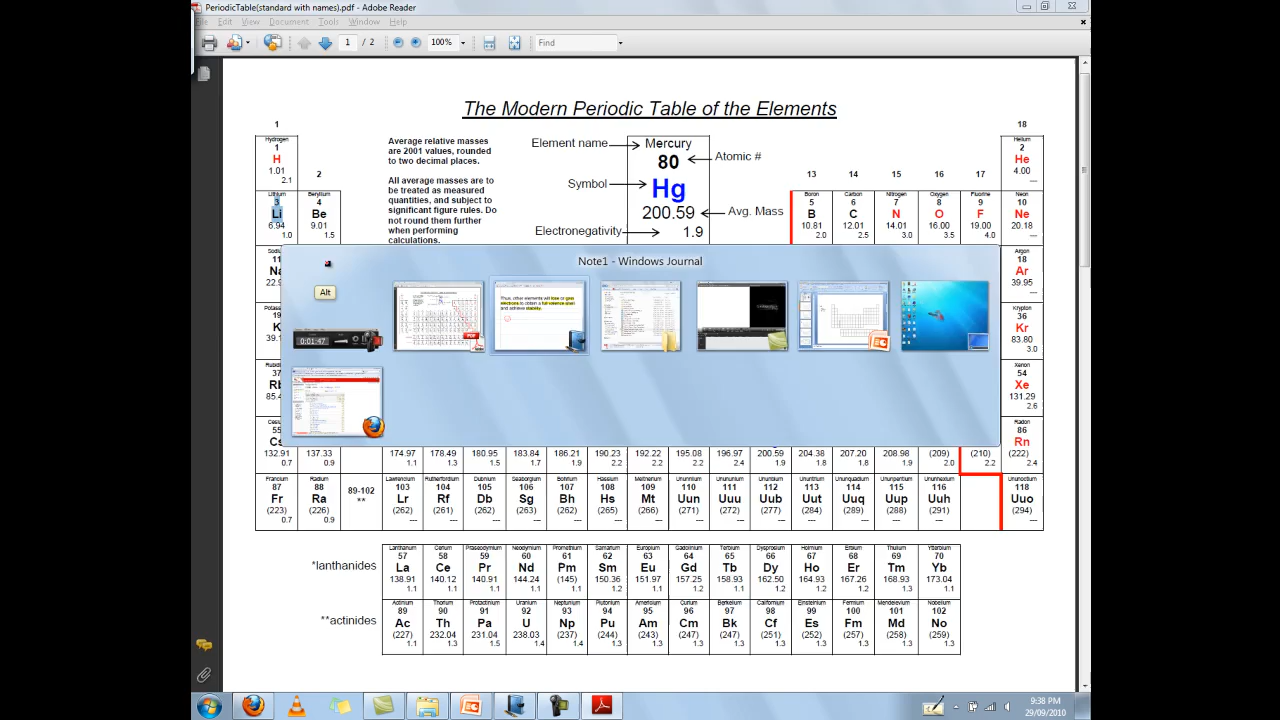 PeriodicTable(standard with names).pdf - Adobe Reader
File Edit View Document Tools Window Help
1 / 2 100% Find
The Modern Periodic Table of the Elements
1 18
Hydrogen
1
H
1.01
2.1
2
Average relative masses
are 2001 values, rounded
to two decimal places.
All average masses are to
be treated as measured
quantities, and subject to
significant figure rules. Do
not round them further
when performing
calculations.
Element name Mercury
80 Atomic #
Symbol Hg
200.59 Avg. Mass
Electronegativity 1.9
13 14 15 16 17
Helium
2
He
4.00
---
Lithium Beryllium Boron Carbon Nitrogen Oxygen Fluorine Neon
3 4 5 6 7 8 9 10
Li Be B C N O F Ne
6.94 9.01 10.81 12.01 14.01 16.00 19.00 20.18
1.0 1.5 2.0 2.5 3.0 3.5 4.0 ---
Note1 - Windows Journal
Alt
Thus, other elements will lose or gain
electrons to obtain a full valence shell
and achieve stability.
0:01:47
Argon
18
Ar
39.95
Krypton
36
Kr
83.80
3.0
Xenon
54
Xe
131.29
2.6
Radon
86
Rn
132.91 137.33 174.97 178.49 180.95 183.84 186.21 190.23 192.22 195.08 196.97 200.59 204.38 207.20 208.98 (209) (210) (222)
0.7 0.9 1.1 1.3 1.5 1.7 1.9 2.2 2.2 2.2 2.4 1.9 1.8 1.8 1.9 2.0 2.2 2.4
Francium Radium Lawrencium Rutherfordium Dubnium Seaborgium Bohrium Hassium Meitnerium Ununnilium Unununium Ununbium Ununtrium Ununquadium Ununpentium Ununhexium Ununoctium
87 88 89-102 103 104 105 106 107 108 109 110 111 112 113 114 115 116 118
Fr Ra ** Lr Rf Db Sg Bh Hs Mt Uun Uuu Uub Uut Uuq Uup Uuh Uuo
(223) (226) (262) (261) (262) (263) (262) (265) (266) (271) (272) (277) (284) (289) (288) (291) (294)
0.7 0.9 --- --- --- --- --- --- --- --- --- --- --- --- --- --- ---
Lanthanum Cerium Praseodymium Neodymium Promethium Samarium Europium Gadolinium Terbium Dysprosium Holmium Erbium Thulium Ytterbium
57 58 59 60 61 62 63 64 65 66 67 68 69 70
*lanthanides La Ce Pr Nd Pm Sm Eu Gd Tb Dy Ho Er Tm Yb
138.91 140.12 140.91 144.24 (145) 150.36 151.97 157.25 158.93 162.50 164.93 167.26 168.93 173.04
1.1 1.1 1.1 1.1 1.1 1.2 1.1 1.2 1.1 1.2 1.2 1.2 1.3 1.1
Actinium Thorium Protactinium Uranium Neptunium Plutonium Americium Curium Berkelium Californium Einsteinium Fermium Mendelevium Nobelium
89 90 91 92 93 94 95 96 97 98 99 100 101 102
**actinides Ac Th Pa U Np Pu Am Cm Bk Cf Es Fm Md No
(227) 232.04 231.04 238.03 (237) (244) (243) (247) (247) (251) (252) (257) (258) (259)
1.1 1.3 1.5 1.4 1.4 1.3 1.3 1.3 1.3 1.3 1.3 1.3 1.3 1.3
9:38 PM
29/09/2010